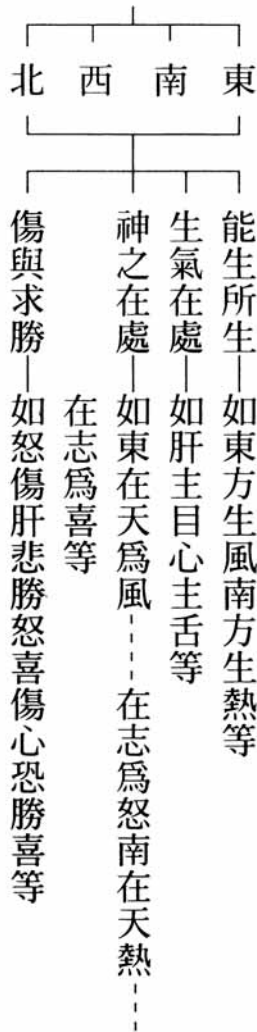 東
南
西
北
能生所生—如東方生風南方生熱等
生氣在處—如肝主目心主舌等
神之在處—如東在天爲風-----在志爲怒南在天熱-----
在志爲喜等
傷與求勝—如怒傷肝悲勝怒喜傷心恐勝喜等